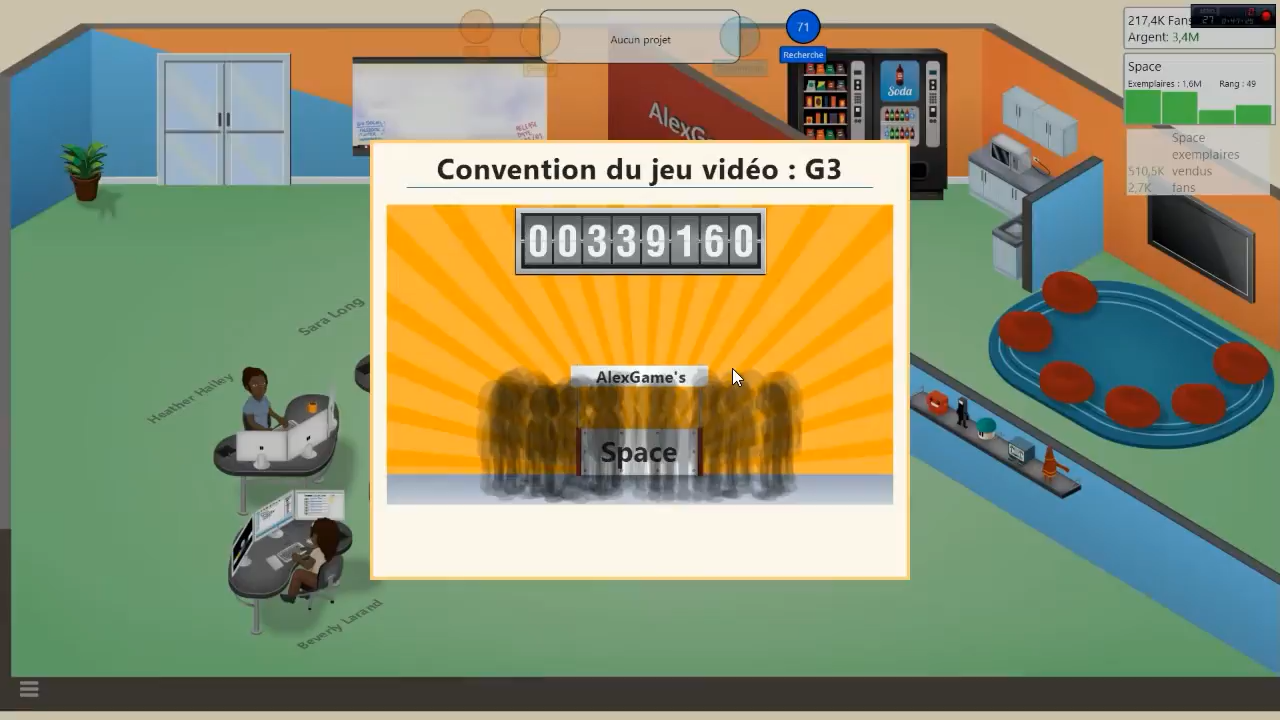 Aucun projet
71
Recherche
217,4K Fans
Argent: 3,4M
Space
Exemplaires : 1,6M Rang : 49
Space
exemplaires
510,5K vendus
2,7K fans
Soda
AlexG
Convention du jeu vidéo : G3
00339160
AlexGame's
Space
Sara Long
Heather Hailey
Beverly Larand